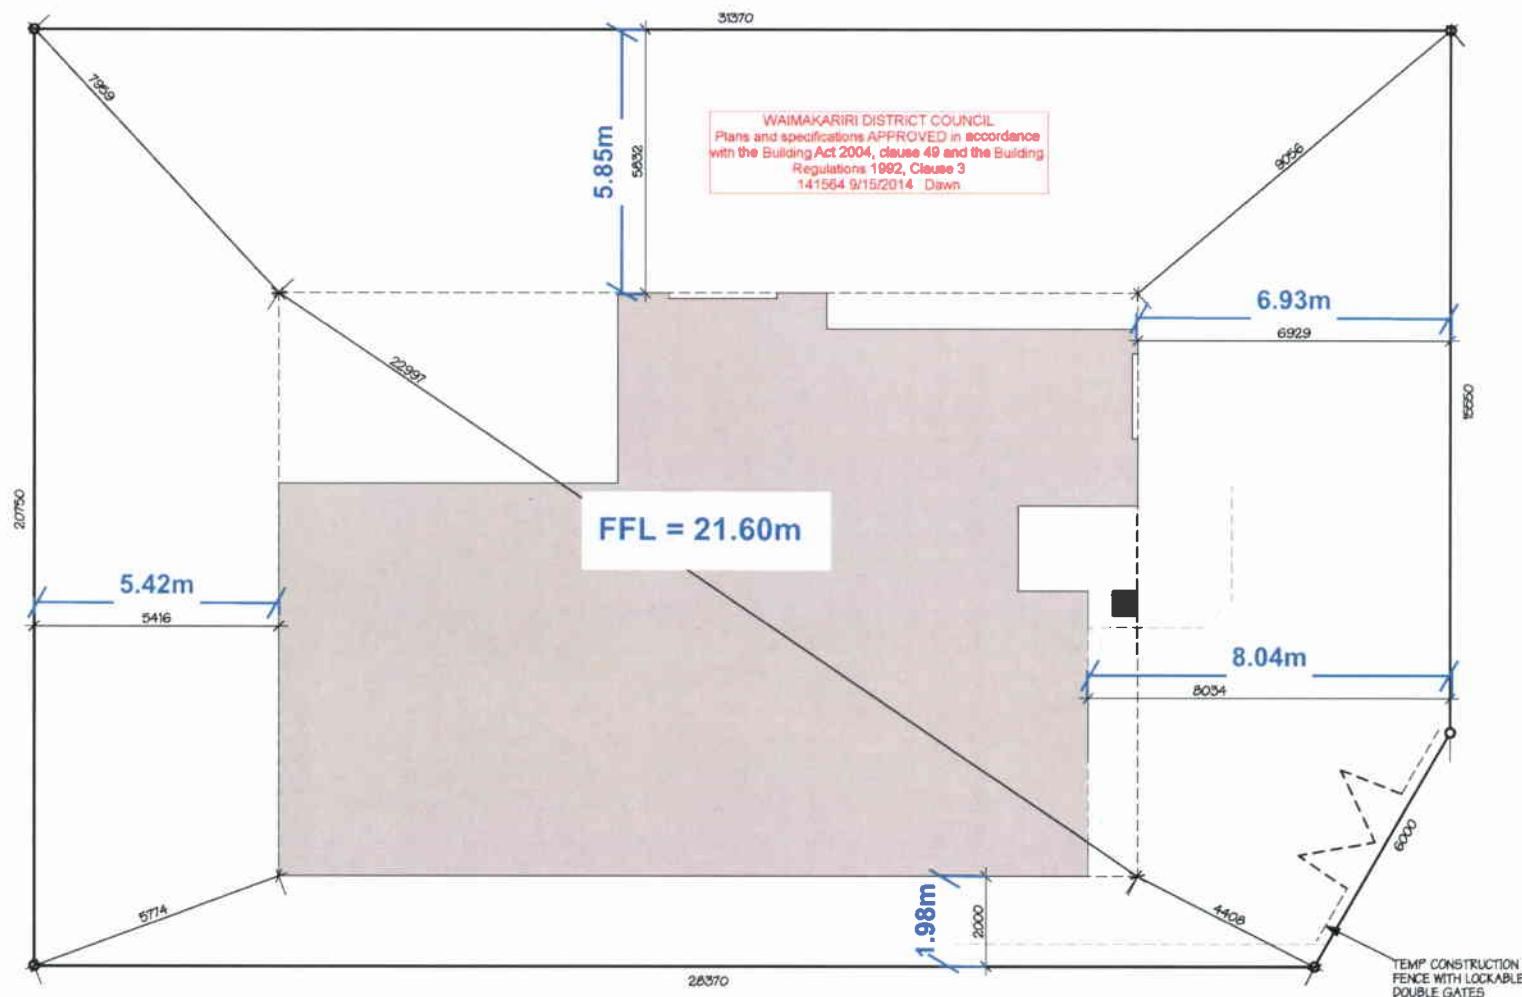 31370
7959
5.85m
5832
WAIMAKARIRI DISTRICT COUNCIL
Plans and specifications APPROVED in accordance
with the Building Act 2004, clause 49 and the Building
Regulations 1992, Clause 3
141564 9/15/2014 Dawn
9056
6.93m
6929
22997
15550
20750
FFL = 21.60m
5.42m
5416
8.04m
8034
6000
5774
1.98m
2000
4408
28370
TEMP CONSTRUCTION
FENCE WITH LOCKABLE
DOUBLE GATES